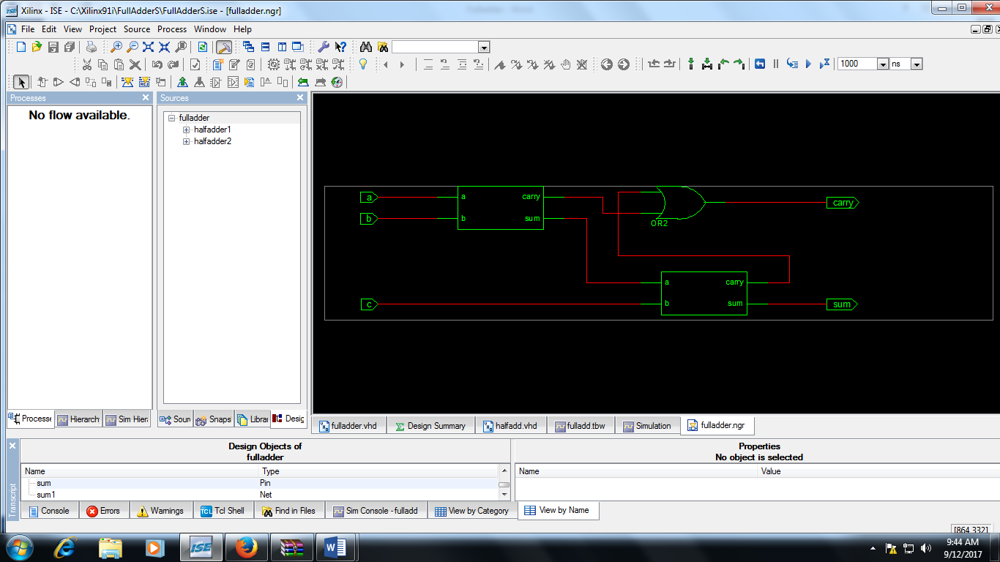 Xilinx - ISE - C:\Xilinx91i\FullAdderS\FullAdderS.ise - [fulladder.ngr]
File Edit View Project Source Process Window Help
1000 ns
Processes
No flow available.
Sources
fulladder
halfadder1
halfadder2
a
b
c
a carry
b sum
OR2
carry
a carry
b sum
sum
Processe Hierarch Sim Hier
Sour Snaps Librar Desig
fulladder.vhd Design Summary halfadd.vhd fulladd.tbw Simulation fulladder.ngr
Transcript
Design Objects of
fulladder
Name Type
sum Pin
sum1 Net
Properties
No object is selected
Name Value
Console Errors Warnings TCL Tcl Shell Find in Files Sim Console - fulladd View by Category View by Name
[864,332]
ISE
9:44 AM
9/12/2017